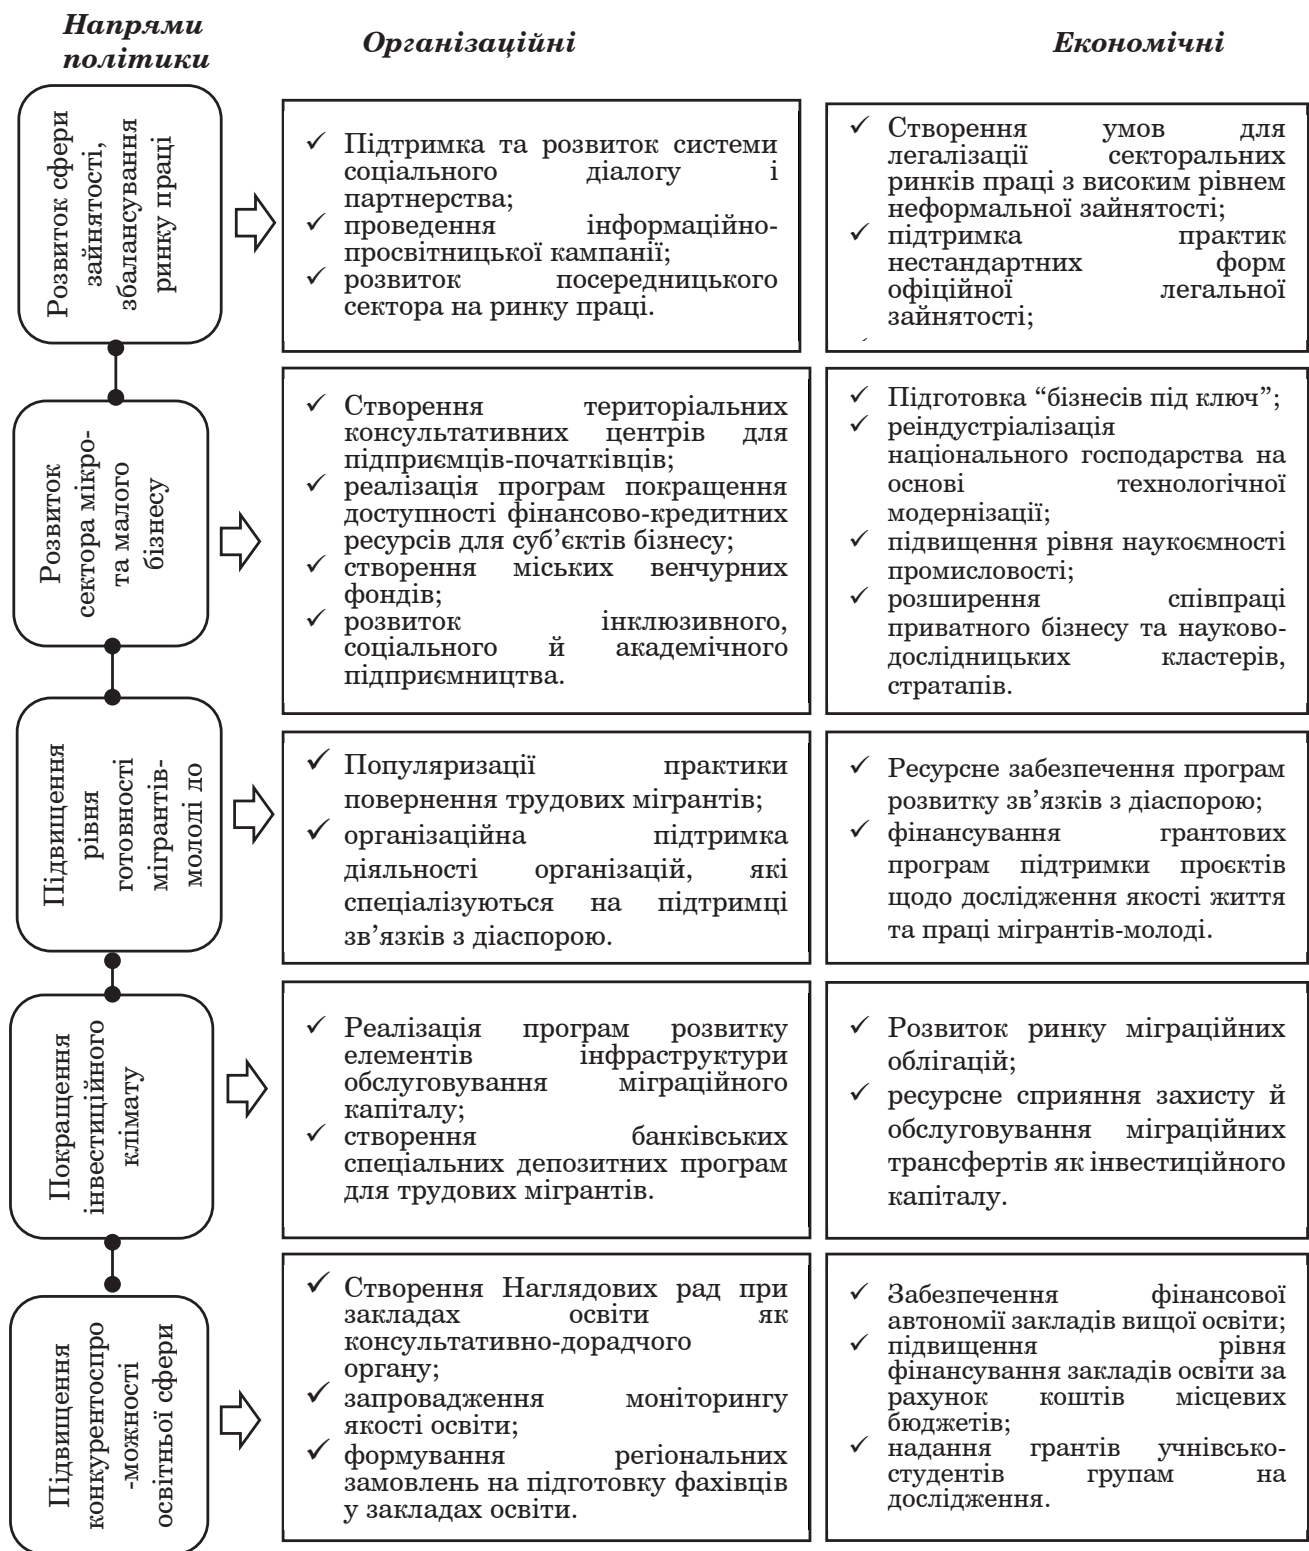 Напрями
політики
Організаційні
Економічні
Розвиток сфери
зайнятості,
збалансування
ринку праці
✓ Підтримка та розвиток системи
соціального діалогу і
партнерства;
✓ проведення інформаційно-
просвітницької кампанії;
✓ розвиток посередницького
сектора на ринку праці.
✓ Створення умов для
легалізації секторальних
ринків праці з високим рівнем
неформальної зайнятості;
✓ підтримка практик
нестандартних форм
офіційної легальної
зайнятості;
Розвиток
сектора мікро-
та малого
бізнесу
✓ Створення територіальних
консультативних центрів для
підприємців-початківців;
✓ реалізація програм покращення
доступності фінансово-кредитних
ресурсів для суб’єктів бізнесу;
✓ створення міських венчурних
фондів;
✓ розвиток інклюзивного,
соціального й академічного
підприємництва.
✓ Підготовка “бізнесів під ключ”;
✓ реіндустріалізація
національного господарства на
основі технологічної
модернізації;
✓ підвищення рівня наукоємності
промисловості;
✓ розширення співпраці
приватного бізнесу та науково-
дослідницьких кластерів,
стратапів.
Підвищення
рівня
готовності
мігрантів-
молоді до
✓ Популяризації практики
повернення трудових мігрантів;
✓ організаційна підтримка
діяльності організацій, які
спеціалізуються на підтримці
зв’язків з діаспорою.
✓ Ресурсне забезпечення програм
розвитку зв’язків з діаспорою;
✓ фінансування грантових
програм підтримки проєктів
щодо дослідження якості життя
та праці мігрантів-молоді.
Покращення
інвестиційного
клімату
✓ Реалізація програм розвитку
елементів інфраструктури
обслуговування міграційного
капіталу;
✓ створення банківських
спеціальних депозитних програм
для трудових мігрантів.
✓ Розвиток ринку міграційних
облігацій;
✓ ресурсне сприяння захисту й
обслуговування міграційних
трансфертів як інвестиційного
капіталу.
Підвищення
конкурентоспро
-можності
освітньої сфери
✓ Створення Наглядових рад при
закладах освіти як
консультативно-дорадчого
органу;
✓ запровадження моніторингу
якості освіти;
✓ формування регіональних
замовлень на підготовку фахівців
у закладах освіти.
✓ Забезпечення фінансової
автономії закладів вищої освіти;
✓ підвищення рівня
фінансування закладів освіти за
рахунок коштів місцевих
бюджетів;
✓ надання грантів учнівсько-
студентів групам на
дослідження.